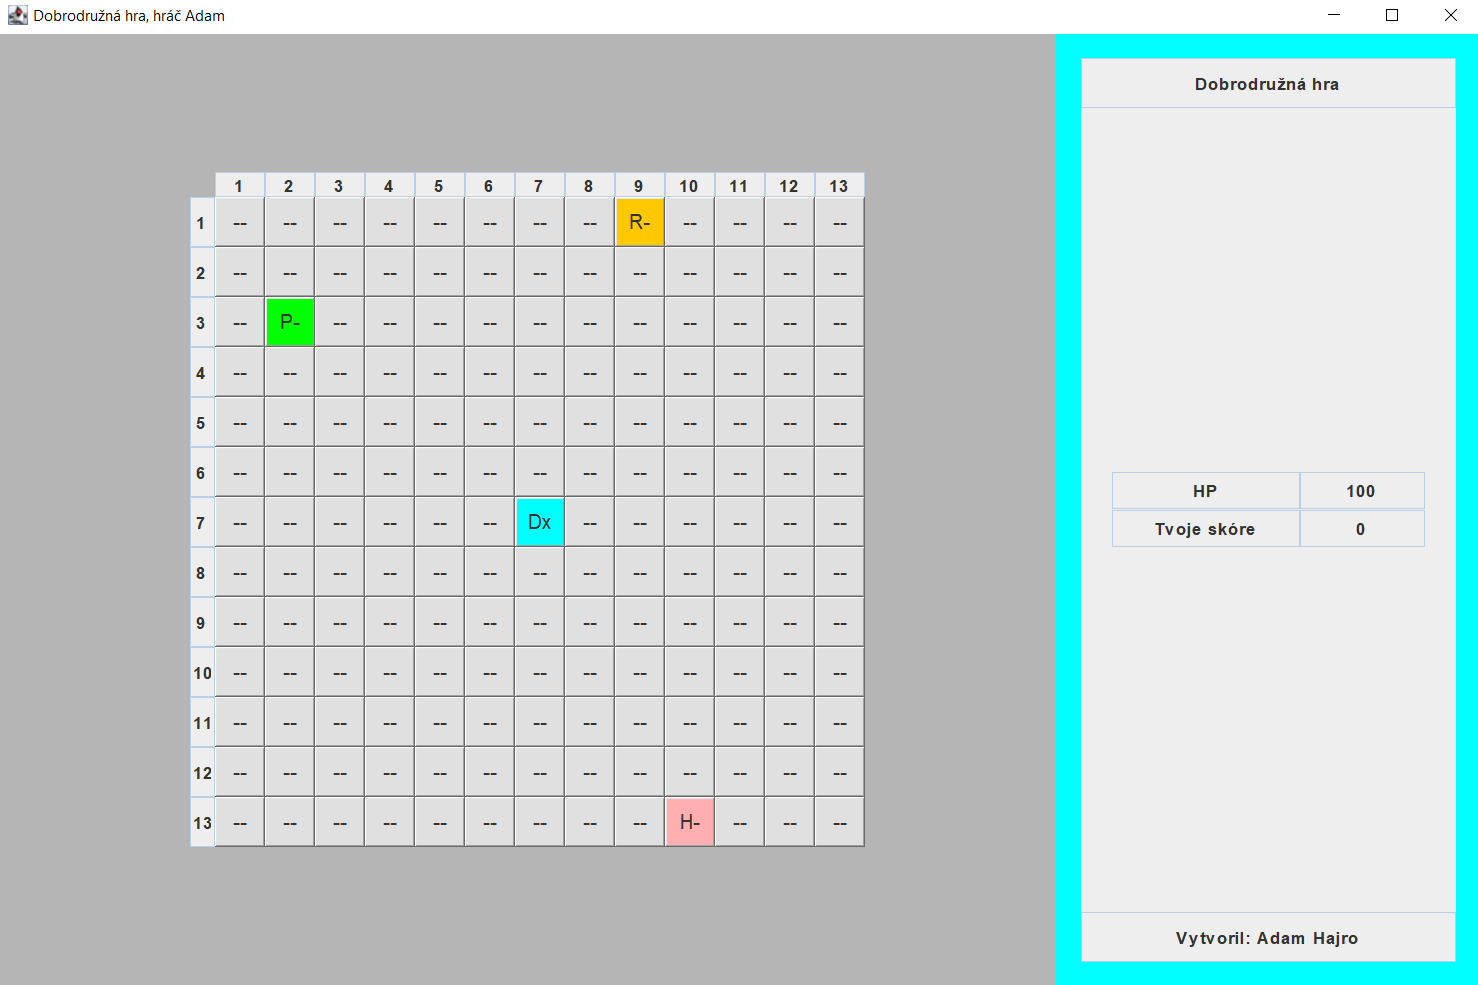 Dobrodružná hra, hráč Adam
Dobrodružná hra
1 2 3 4 5 6 7 8 9 10 11 12 13
1 -- -- -- -- -- -- -- -- R- -- -- -- --
2 -- -- -- -- -- -- -- -- -- -- -- -- --
3 -- P- -- -- -- -- -- -- -- -- -- -- --
4 -- -- -- -- -- -- -- -- -- -- -- -- --
5 -- -- -- -- -- -- -- -- -- -- -- -- --
6 -- -- -- -- -- -- -- -- -- -- -- -- --
7 -- -- -- -- -- -- Dx -- -- -- -- -- --
8 -- -- -- -- -- -- -- -- -- -- -- -- --
9 -- -- -- -- -- -- -- -- -- -- -- -- --
10 -- -- -- -- -- -- -- -- -- -- -- -- --
11 -- -- -- -- -- -- -- -- -- -- -- -- --
12 -- -- -- -- -- -- -- -- -- -- -- -- --
13 -- -- -- -- -- -- -- -- -- H- -- -- --
HP 100
Tvoje skóre 0
Vytvoril: Adam Hajro